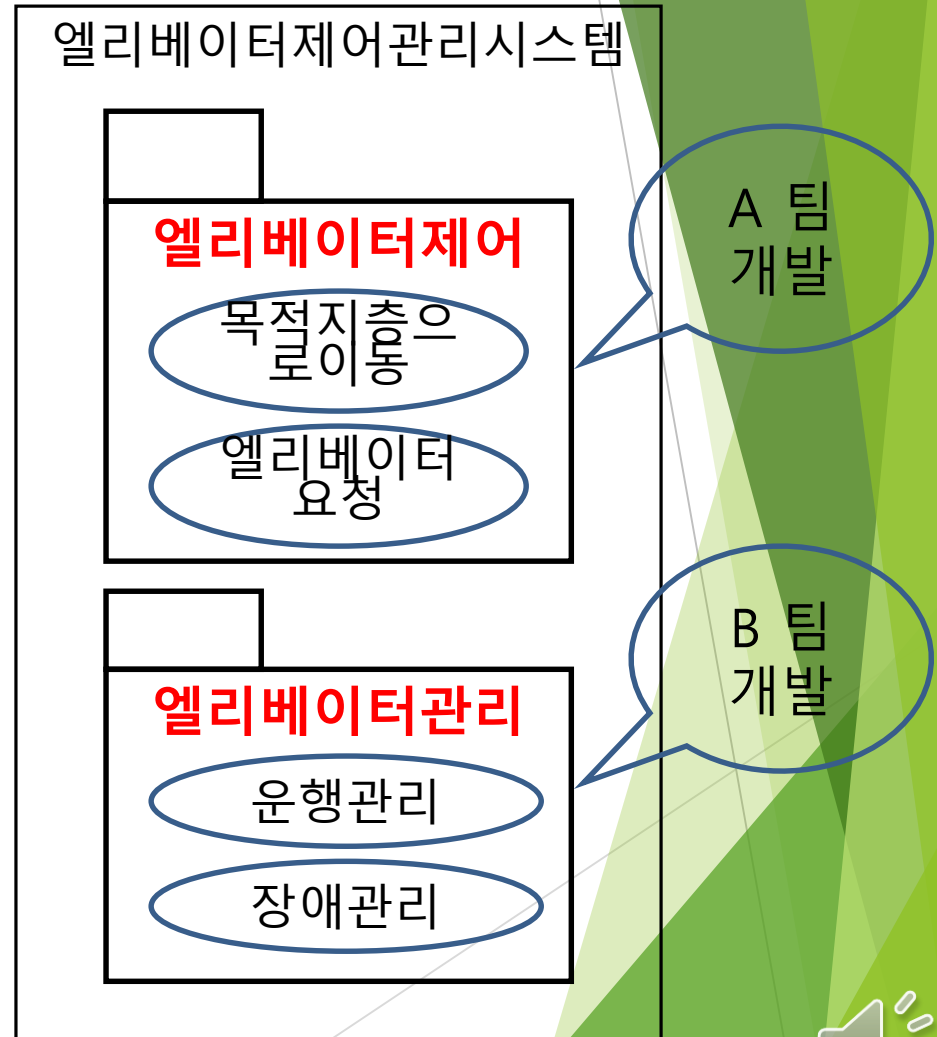 엘리베이터제어관리시스템
엘리베이터제어
목적지층으
로이동
엘리베이터
요청
A 팀
개발
엘리베이터관리
운행관리
장애관리
B 팀
개발